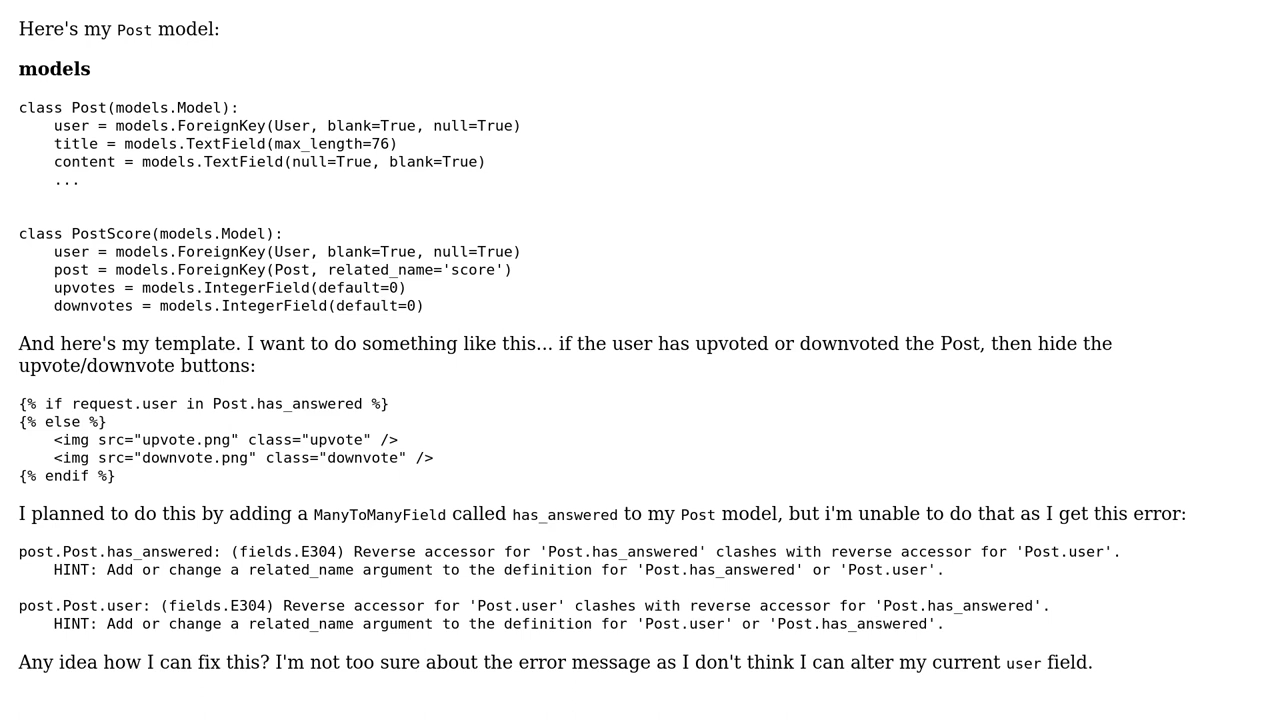 Here's my Post model:
models
class Post(models.Model):
    user = models.ForeignKey(User, blank=True, null=True)
    title = models.TextField(max_length=76)
    content = models.TextField(null=True, blank=True)
    ...
class PostScore(models.Model):
    user = models.ForeignKey(User, blank=True, null=True)
    post = models.ForeignKey(Post, related_name='score')
    upvotes = models.IntegerField(default=0)
    downvotes = models.IntegerField(default=0)
And here's my template. I want to do something like this... if the user has upvoted or downvoted the Post, then hide the
upvote/downvote buttons:
{% if request.user in Post.has_answered %}
{% else %}
    <img src="upvote.png" class="upvote" />
    <img src="downvote.png" class="downvote" />
{% endif %}
I planned to do this by adding a ManyToManyField called has_answered to my Post model, but i'm unable to do that as I get this error:
post.Post.has_answered: (fields.E304) Reverse accessor for 'Post.has_answered' clashes with reverse accessor for 'Post.user'.
    HINT: Add or change a related_name argument to the definition for 'Post.has_answered' or 'Post.user'.
post.Post.user: (fields.E304) Reverse accessor for 'Post.user' clashes with reverse accessor for 'Post.has_answered'.
    HINT: Add or change a related_name argument to the definition for 'Post.user' or 'Post.has_answered'.
Any idea how I can fix this? I'm not too sure about the error message as I don't think I can alter my current user field.